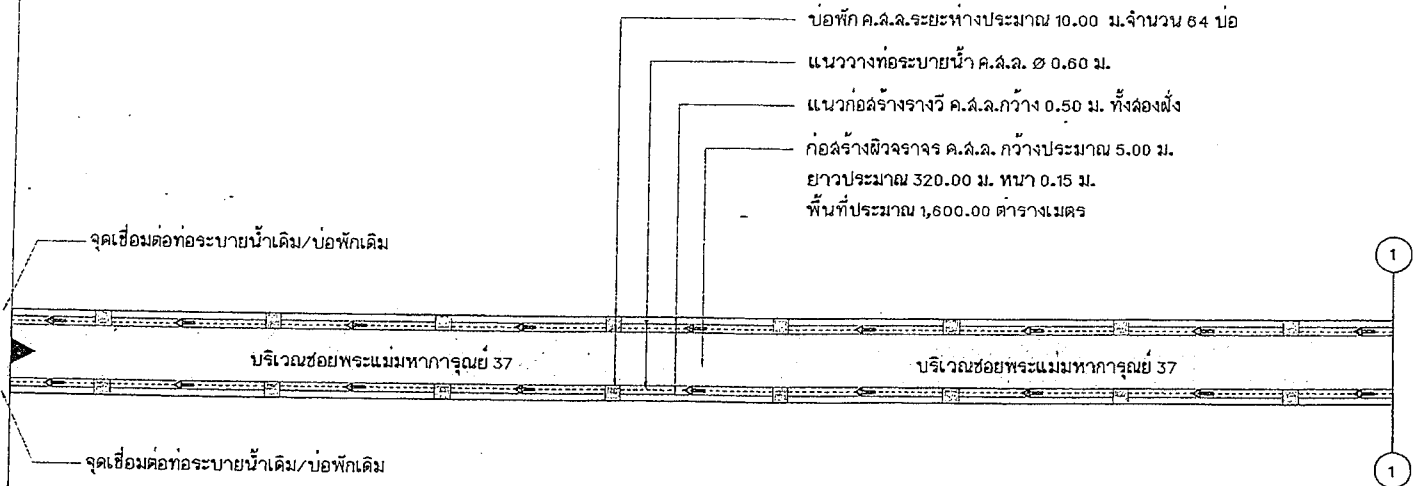 บ่อพัก ค.ส.ล.ระยะห่างประมาณ 10.00 ม.จำนวน 64 บ่อ
แนววางท่อระบายน้ำ ค.ส.ล. Ø 0.60 ม.
แนวก่อสร้างรางวี ค.ส.ล.กว้าง 0.50 ม. ทั้งสองฝั่ง
ก่อสร้างผิวจราจร ค.ส.ล. กว้างประมาณ 5.00 ม.
ยาวประมาณ 320.00 ม. หนา 0.15 ม.
พื้นที่ประมาณ 1,600.00 ตารางเมตร
จุดเชื่อมต่อท่อระบายน้ำเดิม/บ่อพักเดิม
1
บริเวณซอยพระแม่มหาการุณย์ 37
บริเวณซอยพระแม่มหาการุณย์ 37
จุดเชื่อมต่อท่อระบายน้ำเดิม/บ่อพักเดิม
1